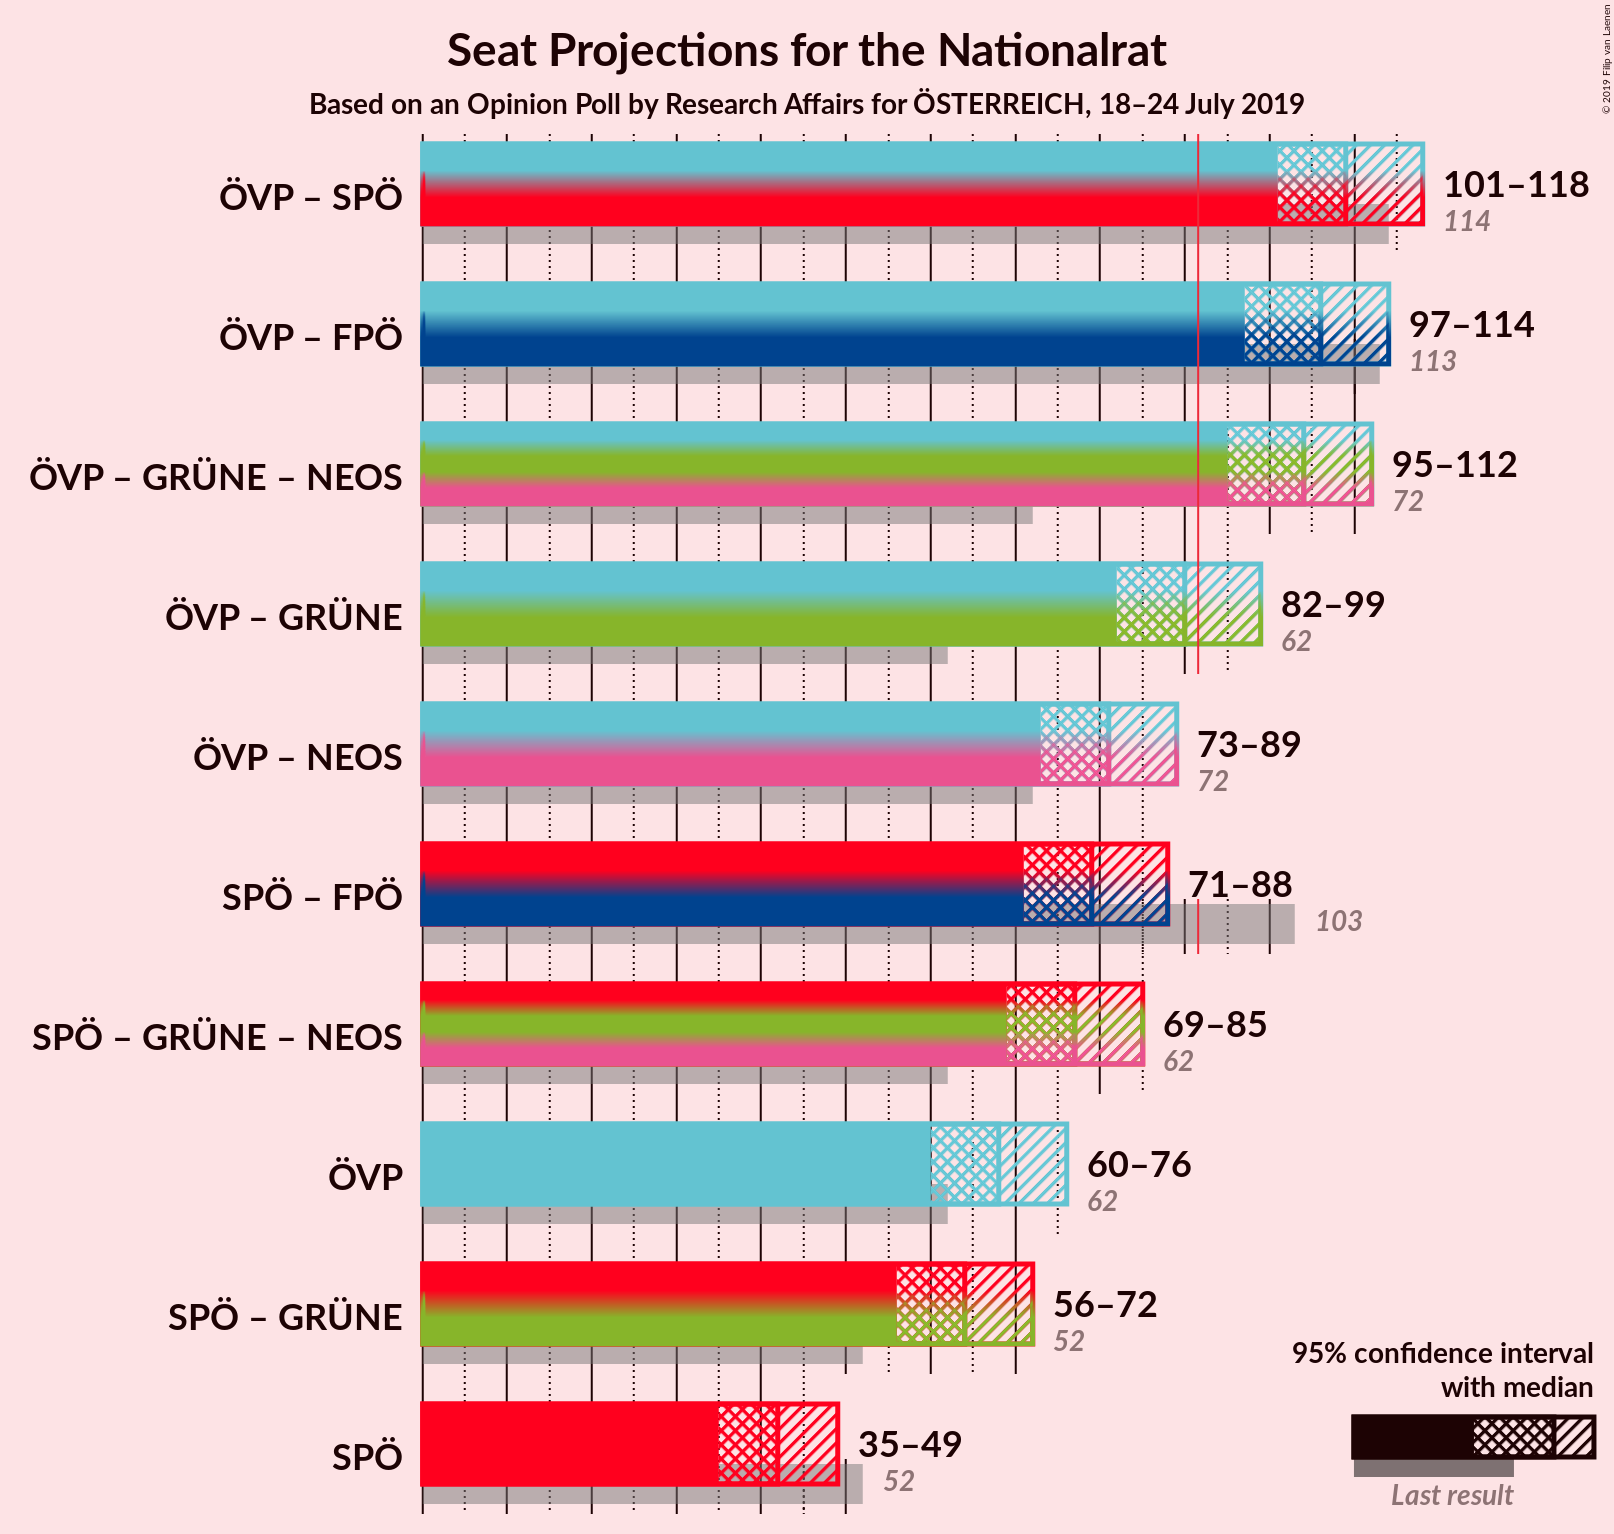 Seat Projections for the Nationalrat
Based on an Opinion Poll by Research Affairs for ÖSTERREICH, 18–24 July 2019
© 2019 Filip van Laenen
ÖVP – SPÖ
101–118
114
ÖVP – FPÖ
97–114
113
ÖVP – GRÜNE – NEOS
95–112
72
ÖVP – GRÜNE
82–99
62
ÖVP – NEOS
73–89
72
SPÖ – FPÖ
71–88
103
SPÖ – GRÜNE – NEOS
69–85
62
ÖVP
60–76
62
SPÖ – GRÜNE
56–72
52
SPÖ
35–49
52
95% confidence interval
with median
Last result